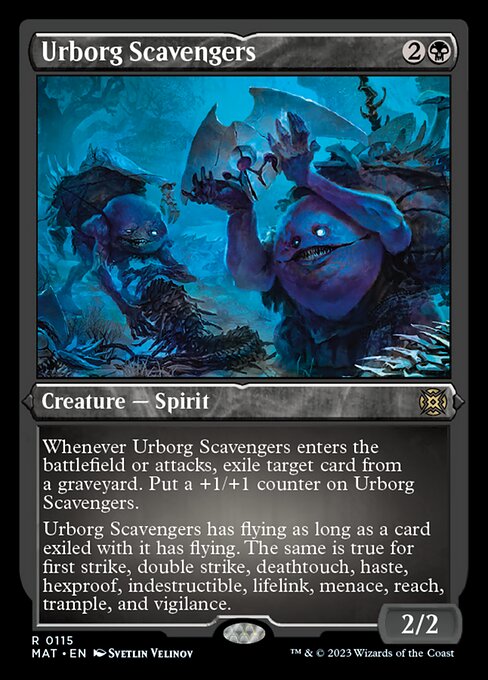 Urborg Scavengers 2
Creature — Spirit
Whenever Urborg Scavengers enters the
battlefield or attacks, exile target card from
a graveyard. Put a +1/+1 counter on Urborg
Scavengers.
Urborg Scavengers has flying as long as a card
exiled with it has flying. The same is true for
first strike, double strike, deathtouch, haste,
hexproof, indestructible, lifelink, menace, reach,
trample, and vigilance.
2/2
R 0115
MAT • EN Svetlin Velinov ™ & © 2023 Wizards of the Coast